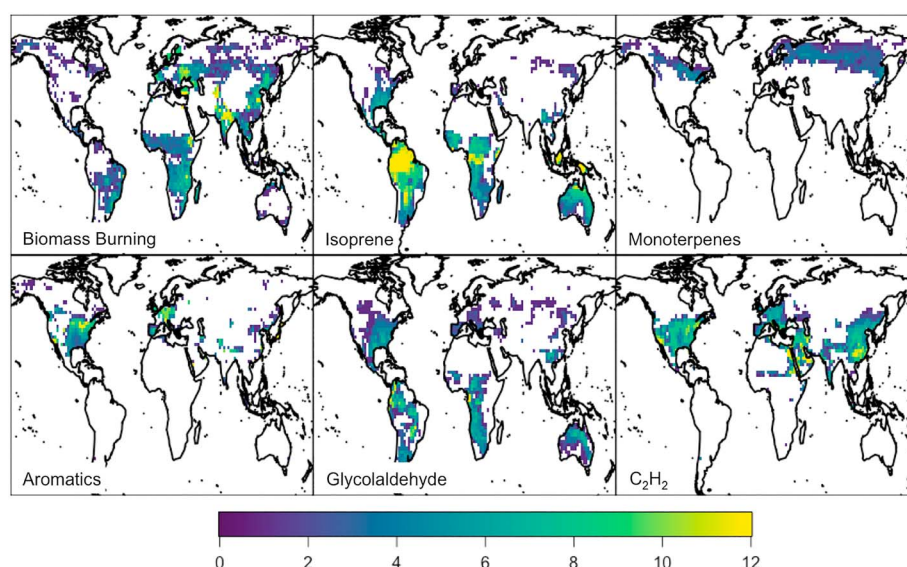 Biomass Burning
Isoprene
Monoterpenes
Aromatics
Glycolaldehyde
C₂H₂
0 2 4 6 8 10 12